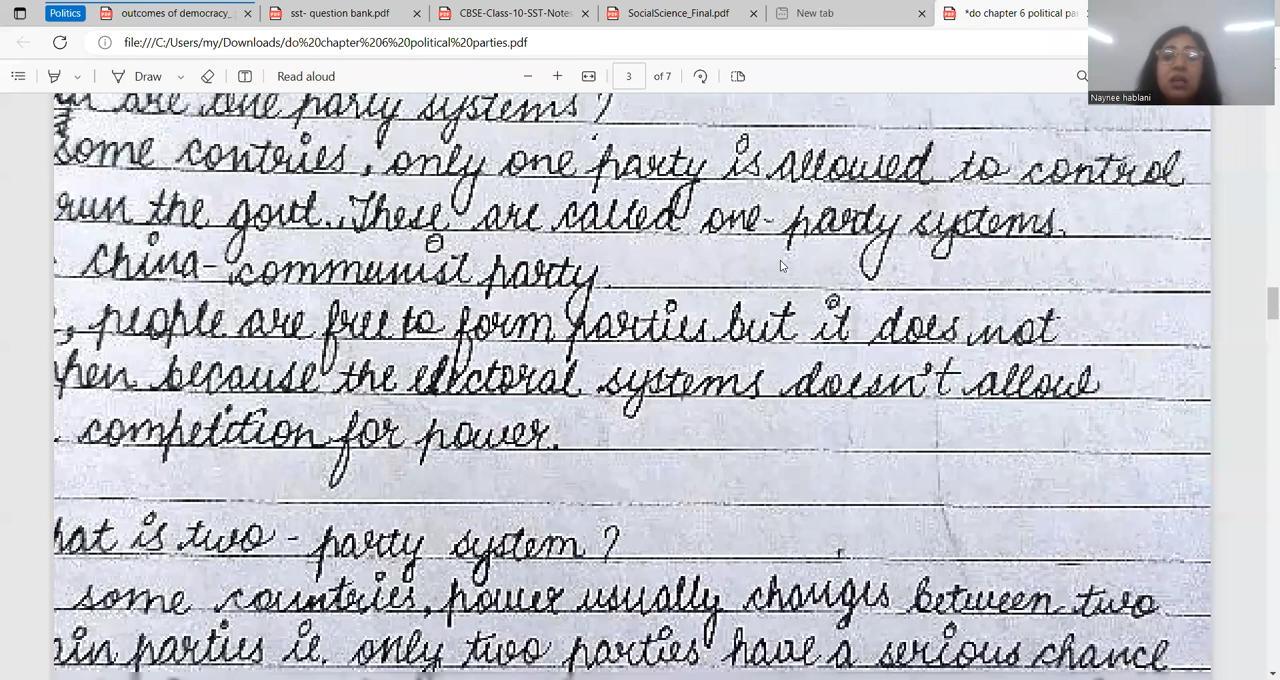 Politics
outcomes of democracy_
sst- question bank.pdf
CBSE-Class-10-SST-Notes
SocialScience_Final.pdf
New tab
*do chapter 6 political pa
file:///C:/Users/my/Downloads/do%20chapter%206%20political%20parties.pdf
Draw
Read aloud
3 of 7
Naynee hablani
are one party systems?
some contries, only one party is allowed to control
run the govt. These are called one-party systems.
china - communist party.
, people are free to form parties but it does not
because the electoral systems doesn't allow
competition for power.
hat is two - party system?
some countries, power usually changes between two
parties ie. only two parties have a serious chance